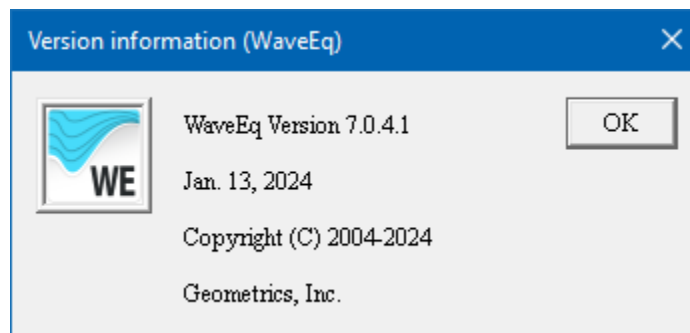 Version information (WaveEq)
WE
WaveEq Version 7.0.4.1
OK
Jan. 13, 2024
Copyright (C) 2004-2024
Geometrics, Inc.